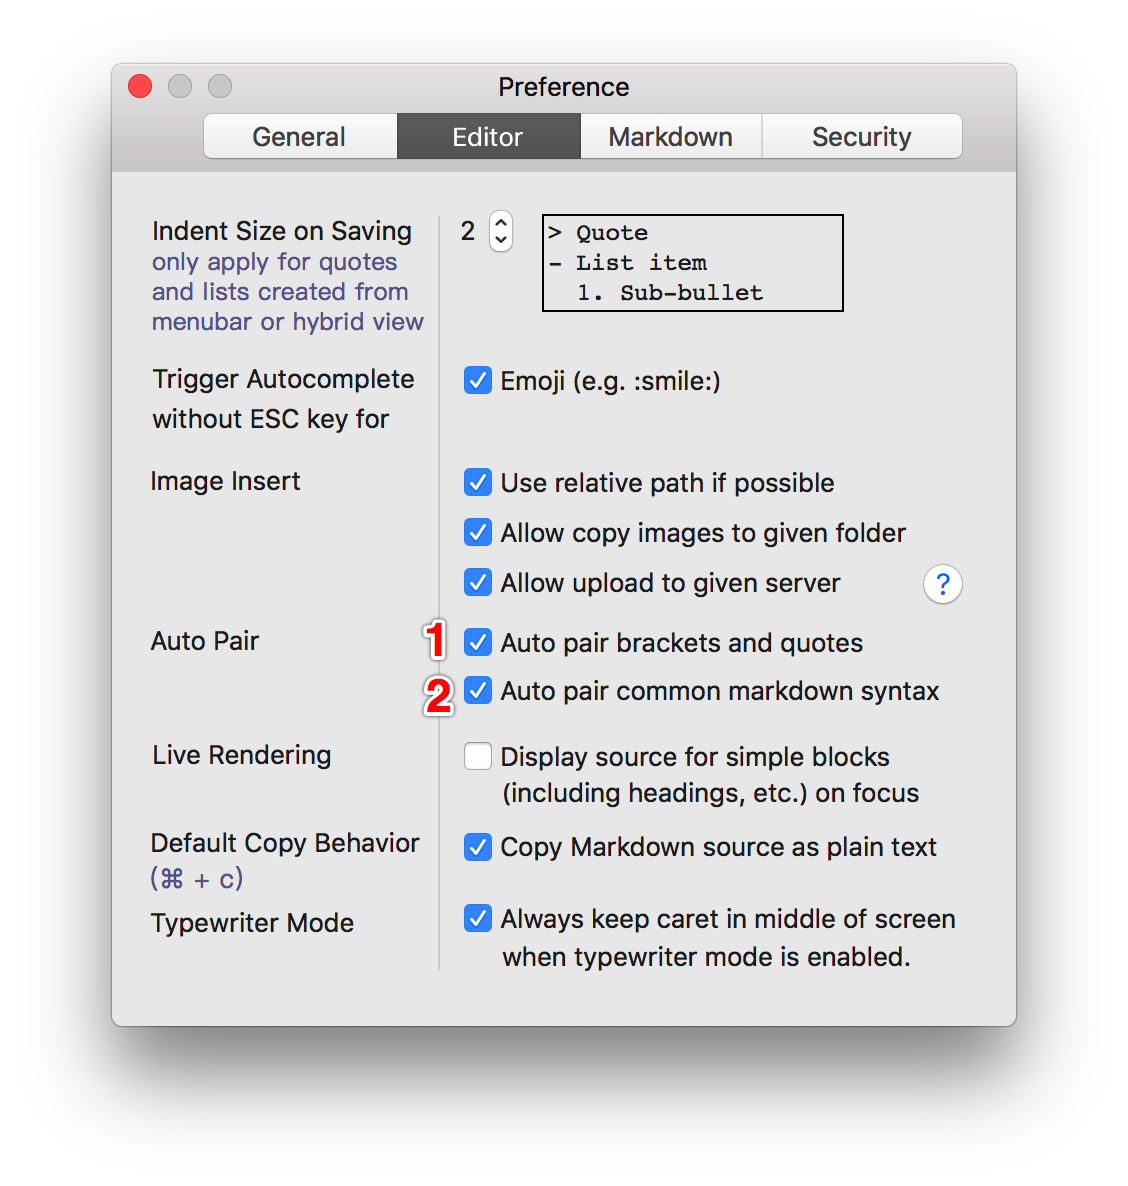 Preference
General Editor Markdown Security
Indent Size on Saving
only apply for quotes
and lists created from
menubar or hybrid view
2
> Quote
- List item
1. Sub-bullet
Trigger Autocomplete
without ESC key for
Emoji (e.g. :smile:)
Image Insert
Use relative path if possible
Allow copy images to given folder
Allow upload to given server
?
Auto Pair
1
Auto pair brackets and quotes
2
Auto pair common markdown syntax
Live Rendering
Display source for simple blocks
(including headings, etc.) on focus
Default Copy Behavior
(⌘ + c)
Copy Markdown source as plain text
Typewriter Mode
Always keep caret in middle of screen
when typewriter mode is enabled.